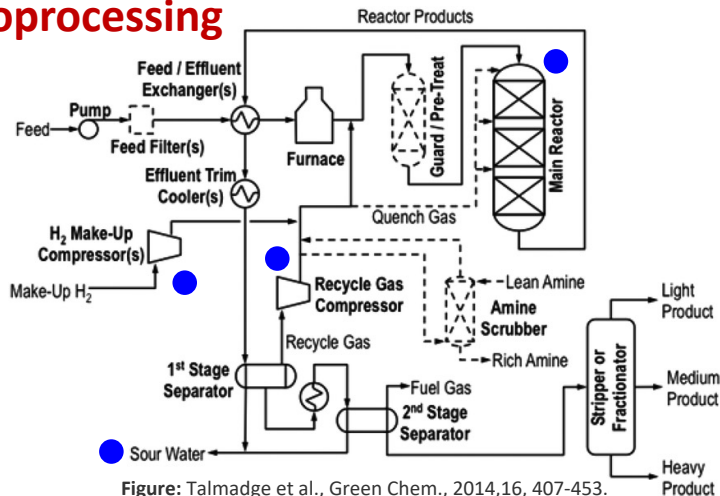 oprocessing
Reactor Products
Feed / Effluent
Exchanger(s)
Pump
Feed
Feed Filter(s)
Furnace
Guard / Pre-Treat
Main Reactor
Effluent Trim
Cooler(s)
Quench Gas
H₂ Make-Up
Compressor(s)
Make-Up H₂
Recycle Gas
Compressor
Lean Amine
Amine
Scrubber
Rich Amine
Recycle Gas
1st Stage
Separator
Fuel Gas
2nd Stage
Separator
Sour Water
Stripper or
Fractionator
Light
Product
Medium
Product
Heavy
Product
Figure: Talmadge et al., Green Chem., 2014,16, 407-453.